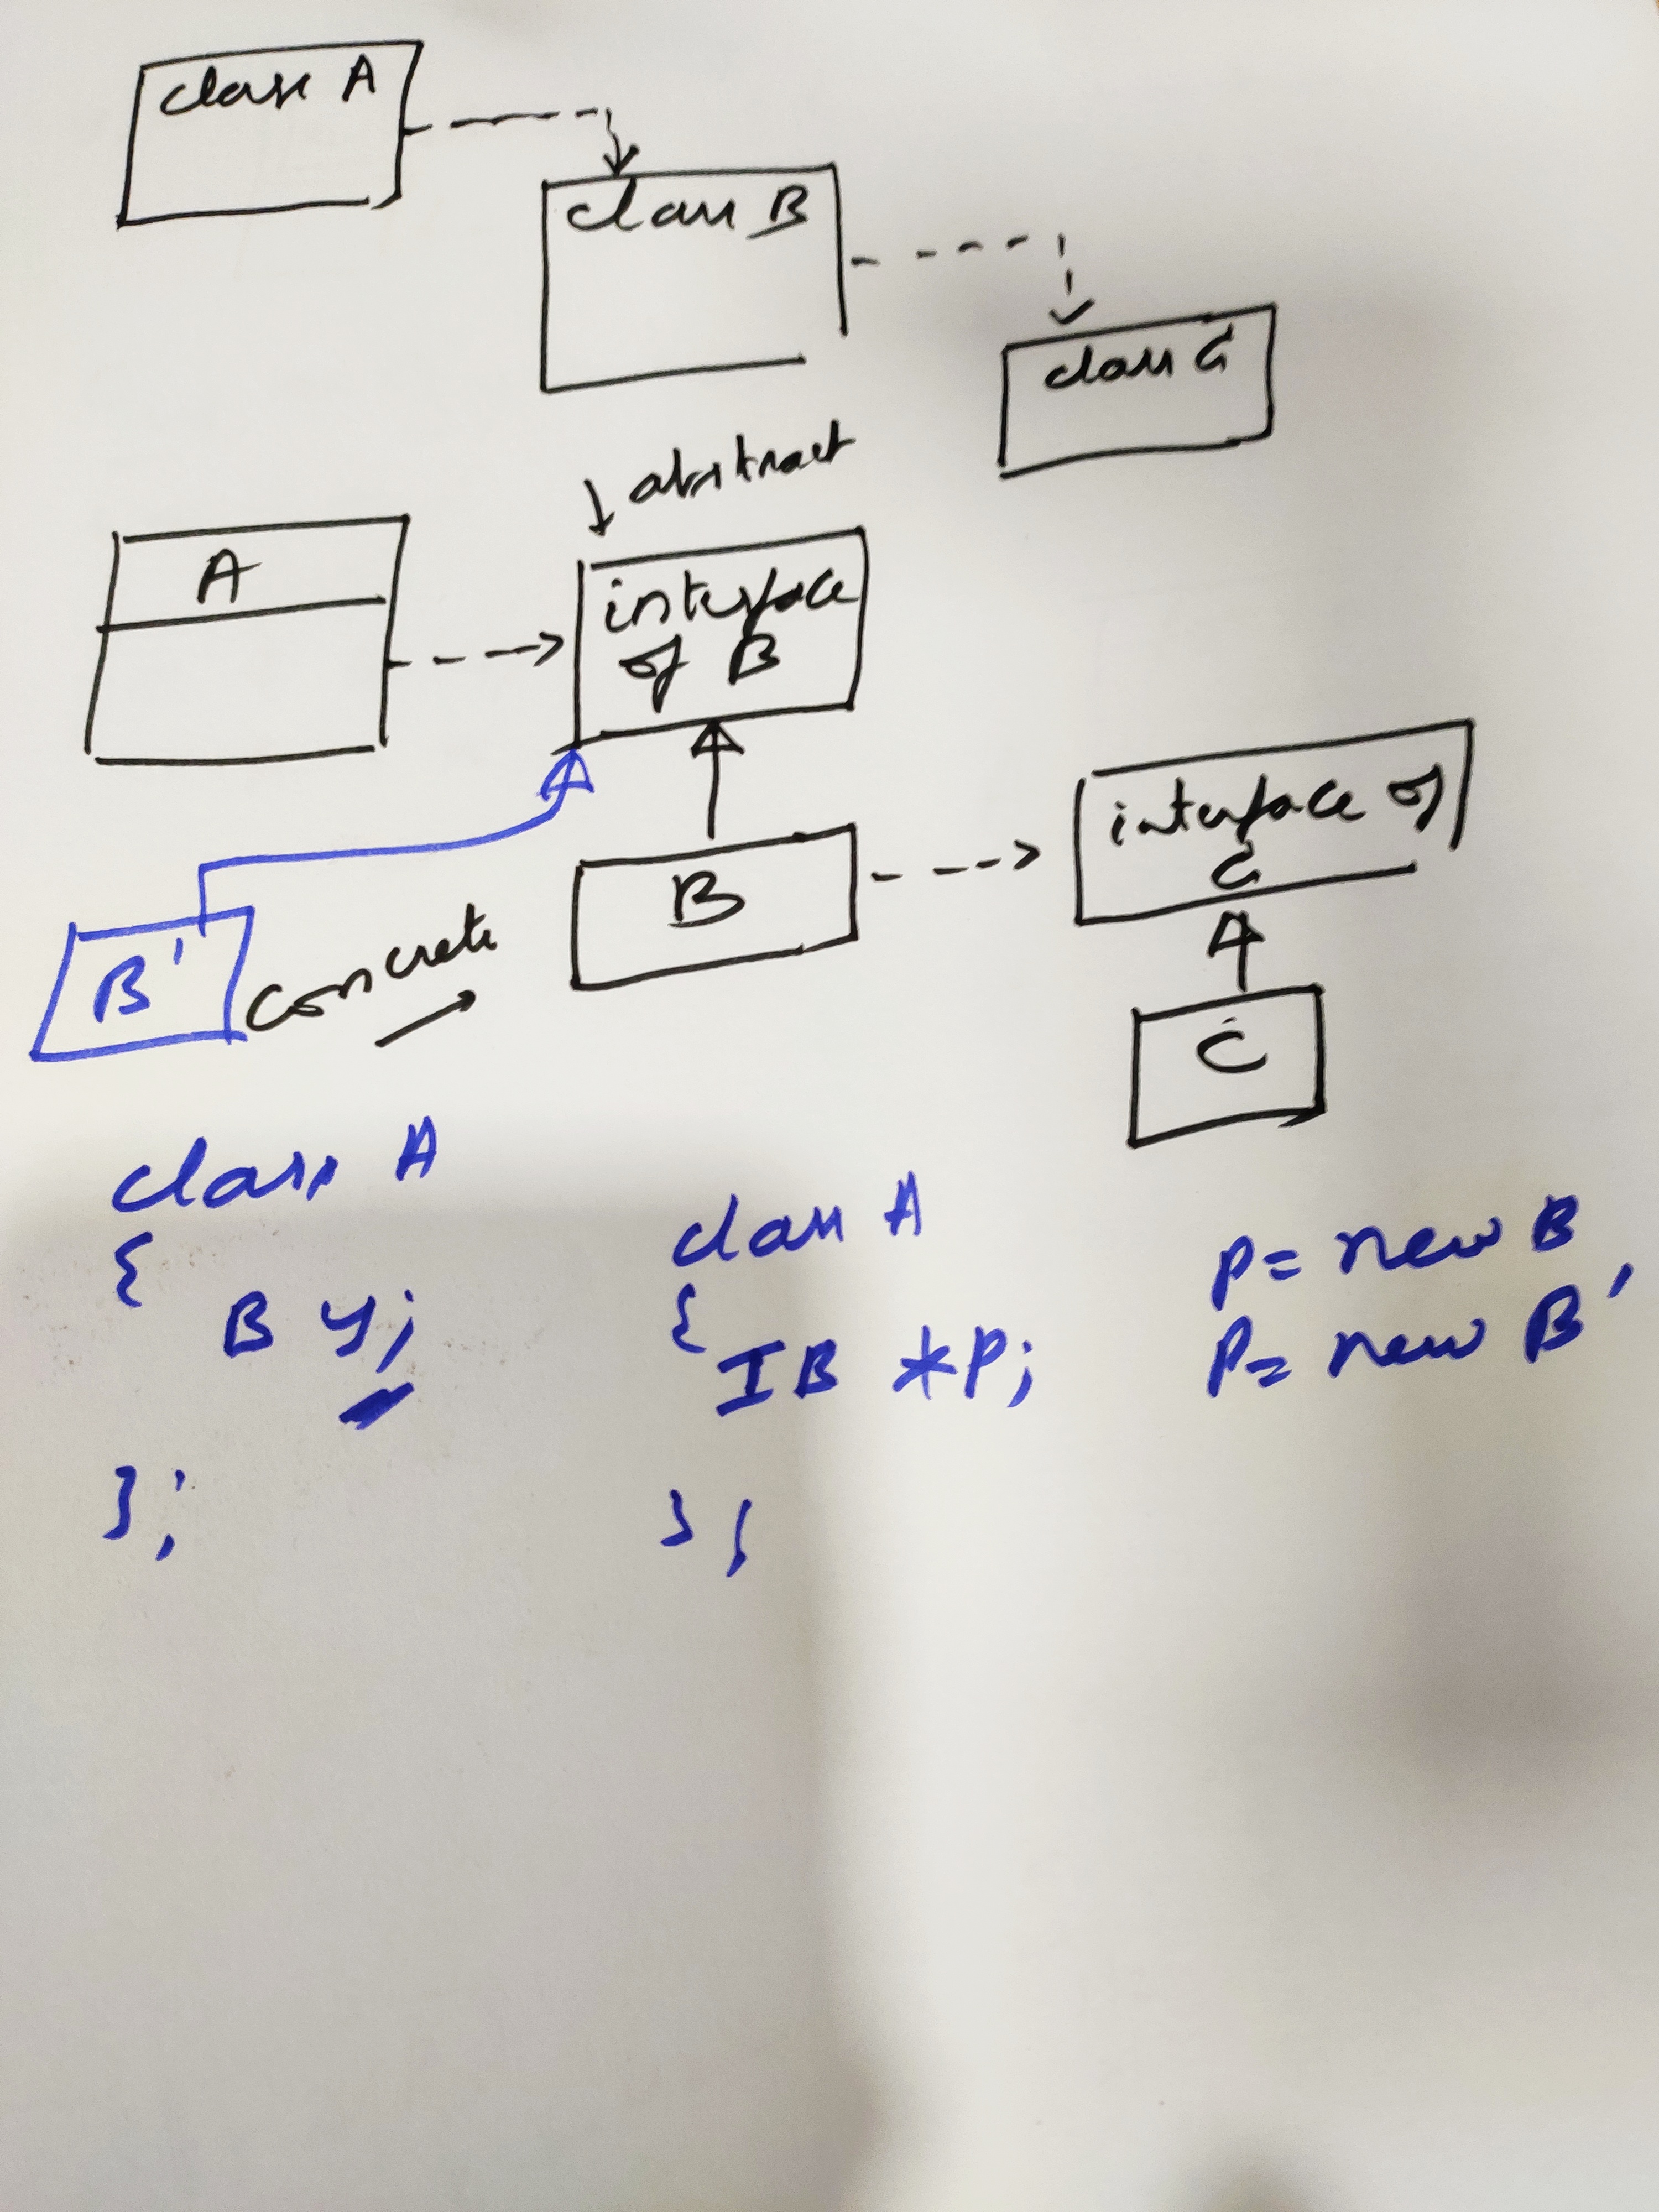 class A
class B
class C
abstract
A
interface
of B
interface of
C
B
B'
concrete
C
class A
{
B y;
};
class A
{
IB *p;
};
p= new B
p= new B'